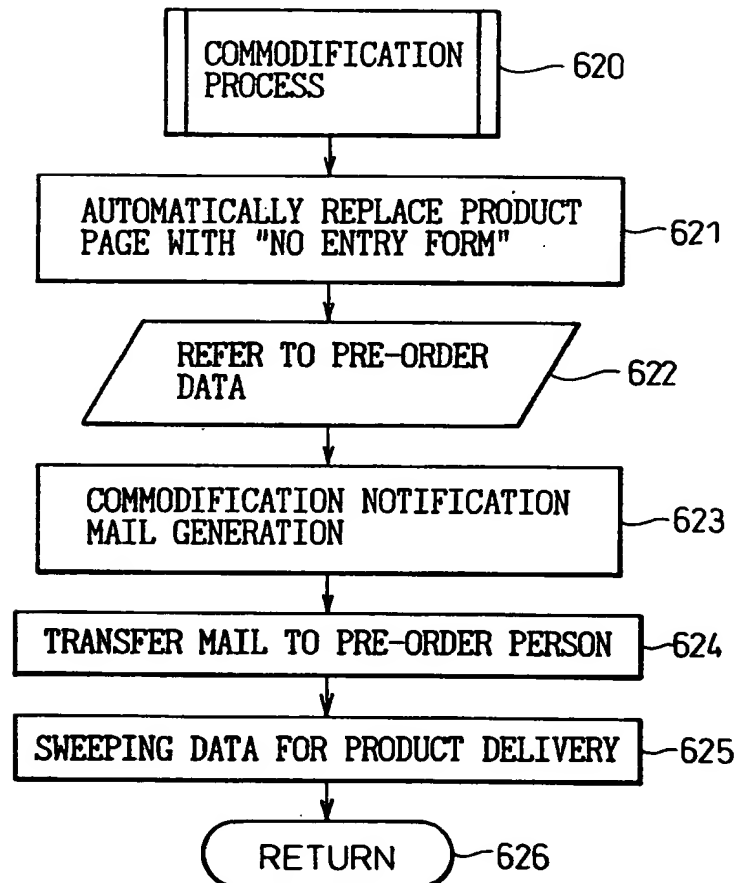 COMMODIFICATION
PROCESS
620
AUTOMATICALLY REPLACE PRODUCT
PAGE WITH "NO ENTRY FORM"
621
REFER TO PRE-ORDER
DATA
622
COMMODIFICATION NOTIFICATION
MAIL GENERATION
623
TRANSFER MAIL TO PRE-ORDER PERSON
624
SWEEPING DATA FOR PRODUCT DELIVERY
625
RETURN
626